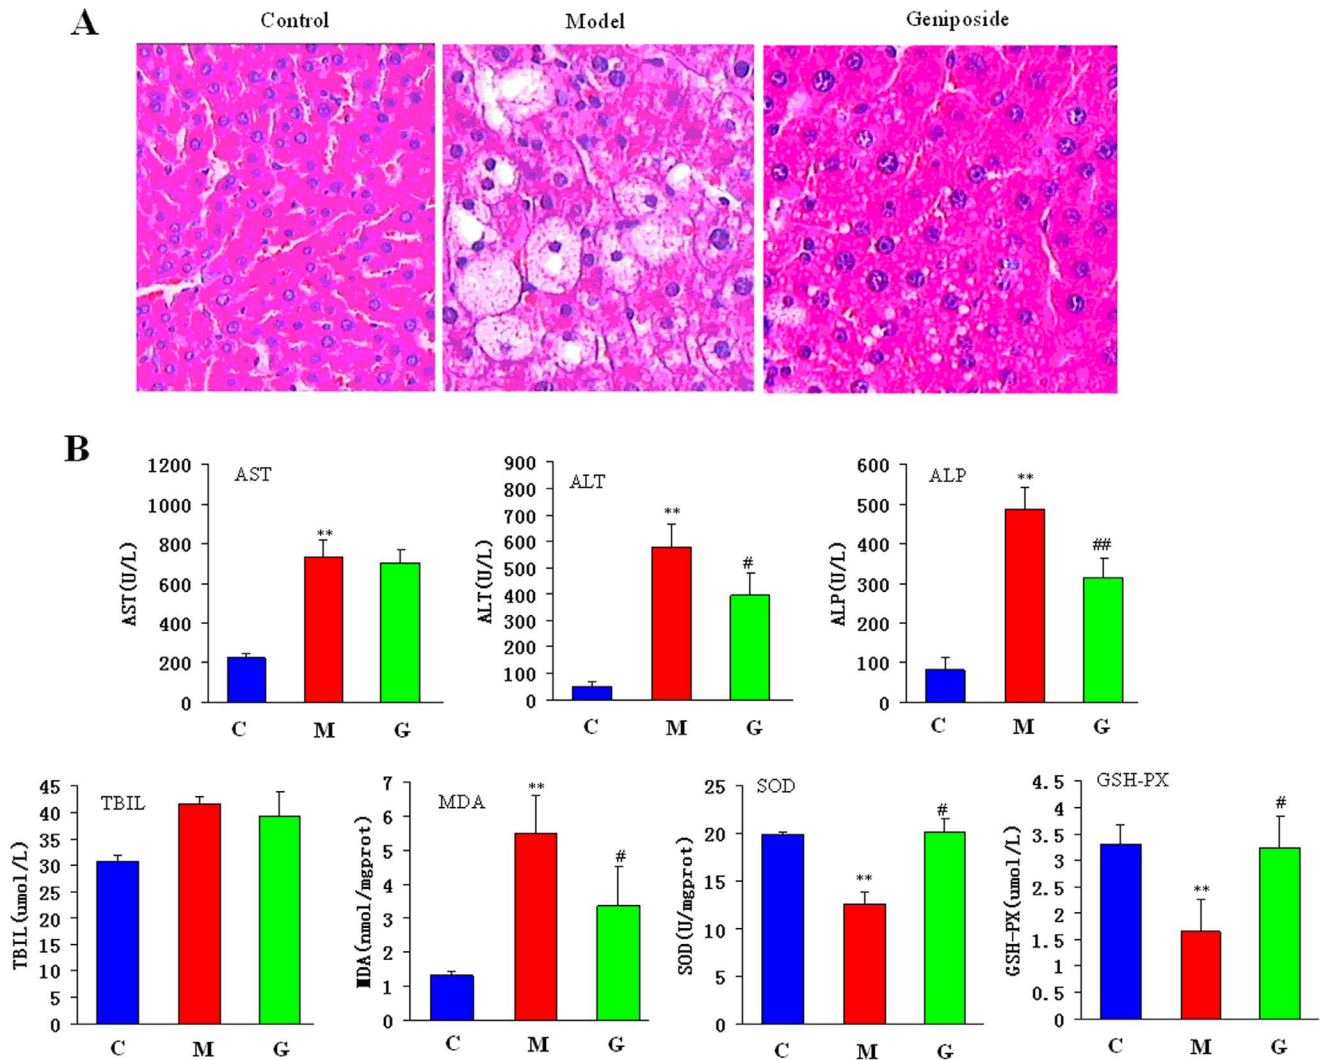 A
Control
Model
Geniposide
B
AST
AST(U/L)
1200
1000
800
600
400
200
0
**
C
M
G
ALT
ALT(U/L)
900
800
700
600
500
400
300
200
100
0
**
#
C
M
G
ALP
ALP(U/L)
600
500
400
300
200
100
0
**
##
C
M
G
TBIL
TBIL(umol/L)
45
40
35
30
25
20
15
10
5
0
C
M
G
MDA
MDA(nmol/mgprot)
7
6
5
4
3
2
1
0
**
#
C
M
G
SOD
SOD(U/mgprot)
25
20
15
10
5
0
**
#
C
M
G
GSH-PX
GSH-PX(umol/L)
4.5
4
3.5
3
2.5
2
1.5
1
0.5
0
**
#
C
M
G